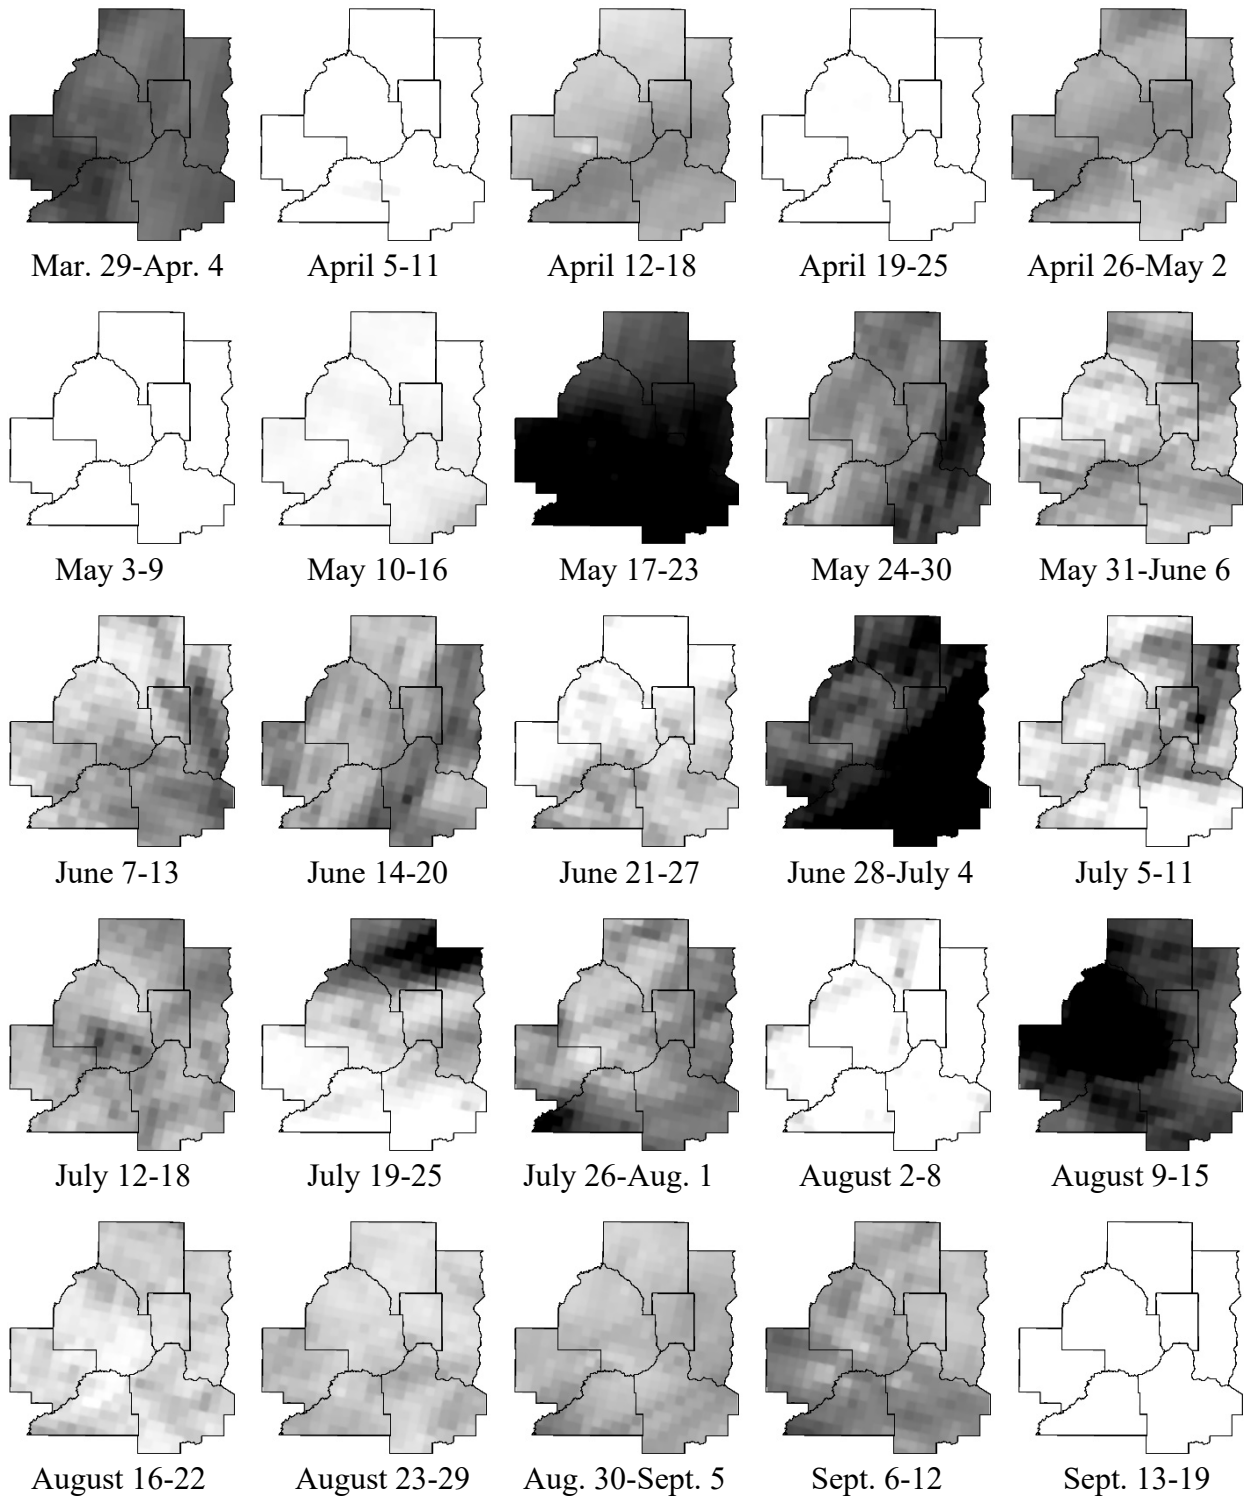 Mar. 29-Apr. 4 April 5-11 April 12-18 April 19-25 April 26-May 2
May 3-9 May 10-16 May 17-23 May 24-30 May 31-June 6
June 7-13 June 14-20 June 21-27 June 28-July 4 July 5-11
July 12-18 July 19-25 July 26-Aug. 1 August 2-8 August 9-15
August 16-22 August 23-29 Aug. 30-Sept. 5 Sept. 6-12 Sept. 13-19